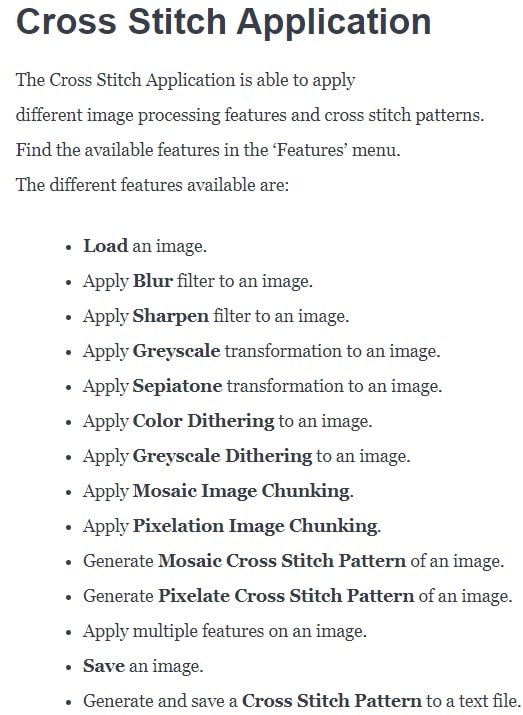 Cross Stitch Application
The Cross Stitch Application is able to apply
different image processing features and cross stitch patterns.
Find the available features in the ‘Features’ menu.
The different features available are:
• Load an image.
• Apply Blur filter to an image.
• Apply Sharpen filter to an image.
• Apply Greyscale transformation to an image.
• Apply Sepiatone transformation to an image.
• Apply Color Dithering to an image.
• Apply Greyscale Dithering to an image.
• Apply Mosaic Image Chunking.
• Apply Pixelation Image Chunking.
• Generate Mosaic Cross Stitch Pattern of an image.
• Generate Pixelate Cross Stitch Pattern of an image.
• Apply multiple features on an image.
• Save an image.
• Generate and save a Cross Stitch Pattern to a text file.